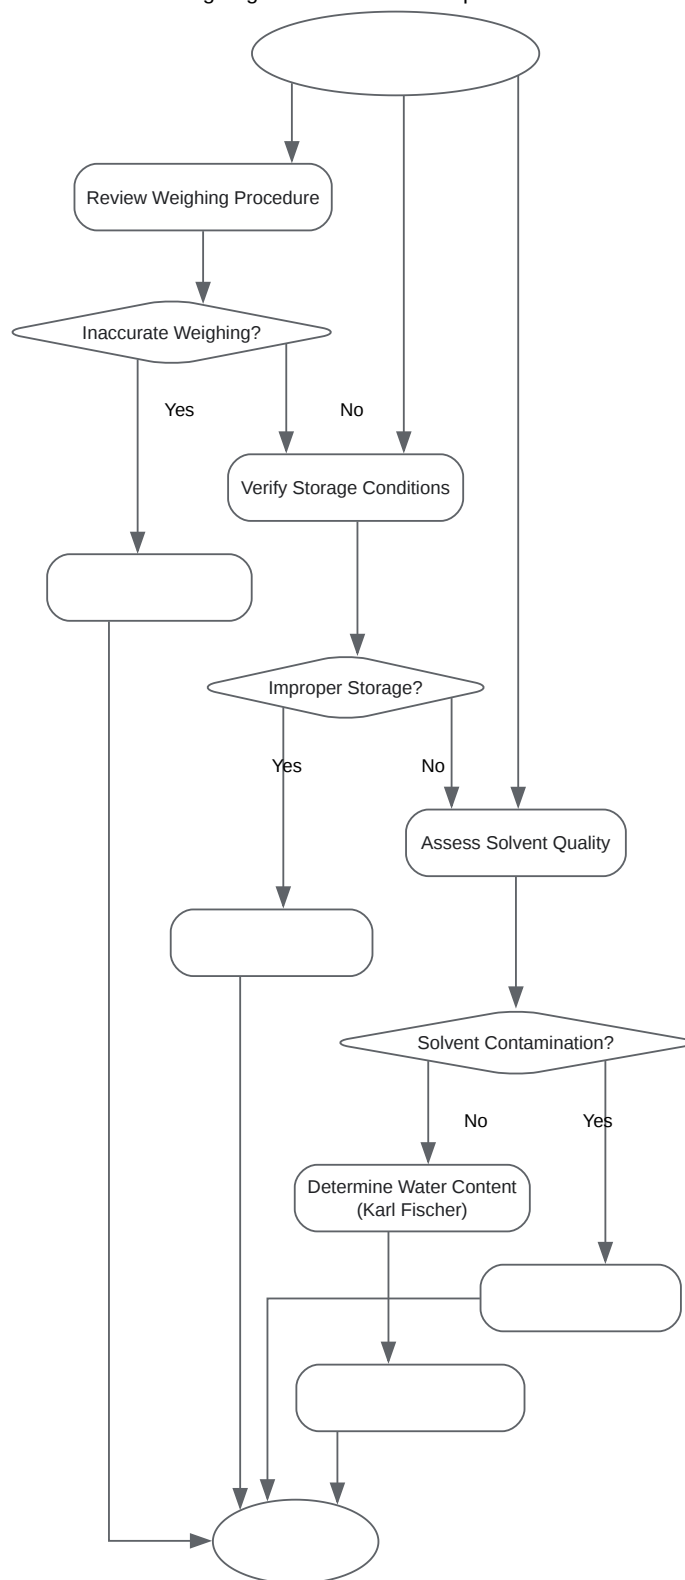 Review Weighing Procedure
Inaccurate Weighing?
Yes
No
Verify Storage Conditions
Improper Storage?
Yes
No
Assess Solvent Quality
Solvent Contamination?
No
Yes
Determine Water Content
(Karl Fischer)